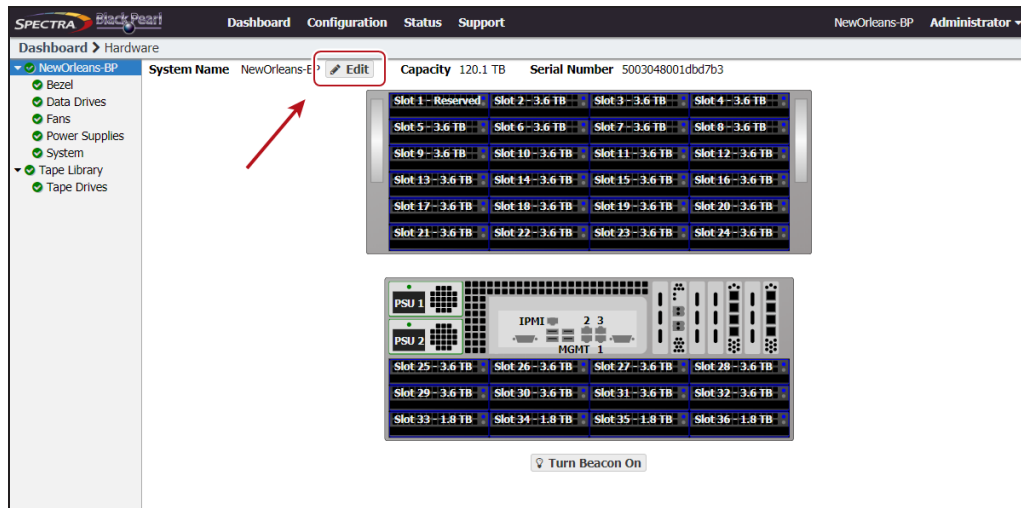 SPECTRA BlackPearl Dashboard Configuration Status Support NewOrleans-BP Administrator
Dashboard > Hardware
NewOrleans-BP
Bezel
Data Drives
Fans
Power Supplies
System
Tape Library
Tape Drives
System Name NewOrleans-BP Edit Capacity 120.1 TB Serial Number 5003048001dbd7b3
Slot 1 - Reserved Slot 2 - 3.6 TB Slot 3 - 3.6 TB Slot 4 - 3.6 TB
Slot 5 - 3.6 TB Slot 6 - 3.6 TB Slot 7 - 3.6 TB Slot 8 - 3.6 TB
Slot 9 - 3.6 TB Slot 10 - 3.6 TB Slot 11 - 3.6 TB Slot 12 - 3.6 TB
Slot 13 - 3.6 TB Slot 14 - 3.6 TB Slot 15 - 3.6 TB Slot 16 - 3.6 TB
Slot 17 - 3.6 TB Slot 18 - 3.6 TB Slot 19 - 3.6 TB Slot 20 - 3.6 TB
Slot 21 - 3.6 TB Slot 22 - 3.6 TB Slot 23 - 3.6 TB Slot 24 - 3.6 TB
PSU 1
IPMI 2 3
PSU 2
MGMT 1
Slot 25 - 3.6 TB Slot 26 - 3.6 TB Slot 27 - 3.6 TB Slot 28 - 3.6 TB
Slot 29 - 3.6 TB Slot 30 - 3.6 TB Slot 31 - 3.6 TB Slot 32 - 3.6 TB
Slot 33 - 1.8 TB Slot 34 - 1.8 TB Slot 35 - 1.8 TB Slot 36 - 1.8 TB
Turn Beacon On